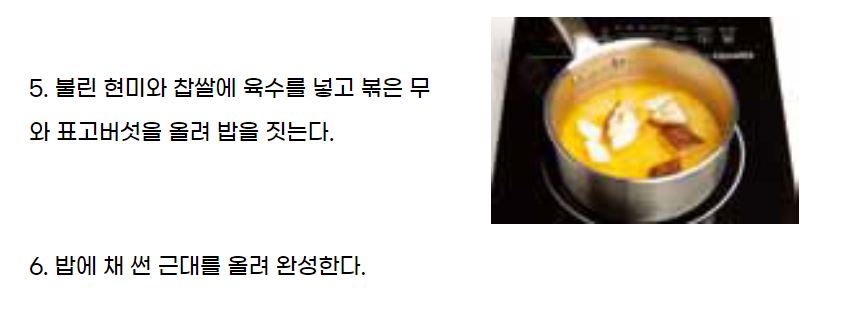 5. 불린 현미와 찹쌀에 육수를 넣고 볶은 무
와 표고버섯을 올려 밥을 짓는다.
6. 밥에 채 썬 근대를 올려 완성한다.